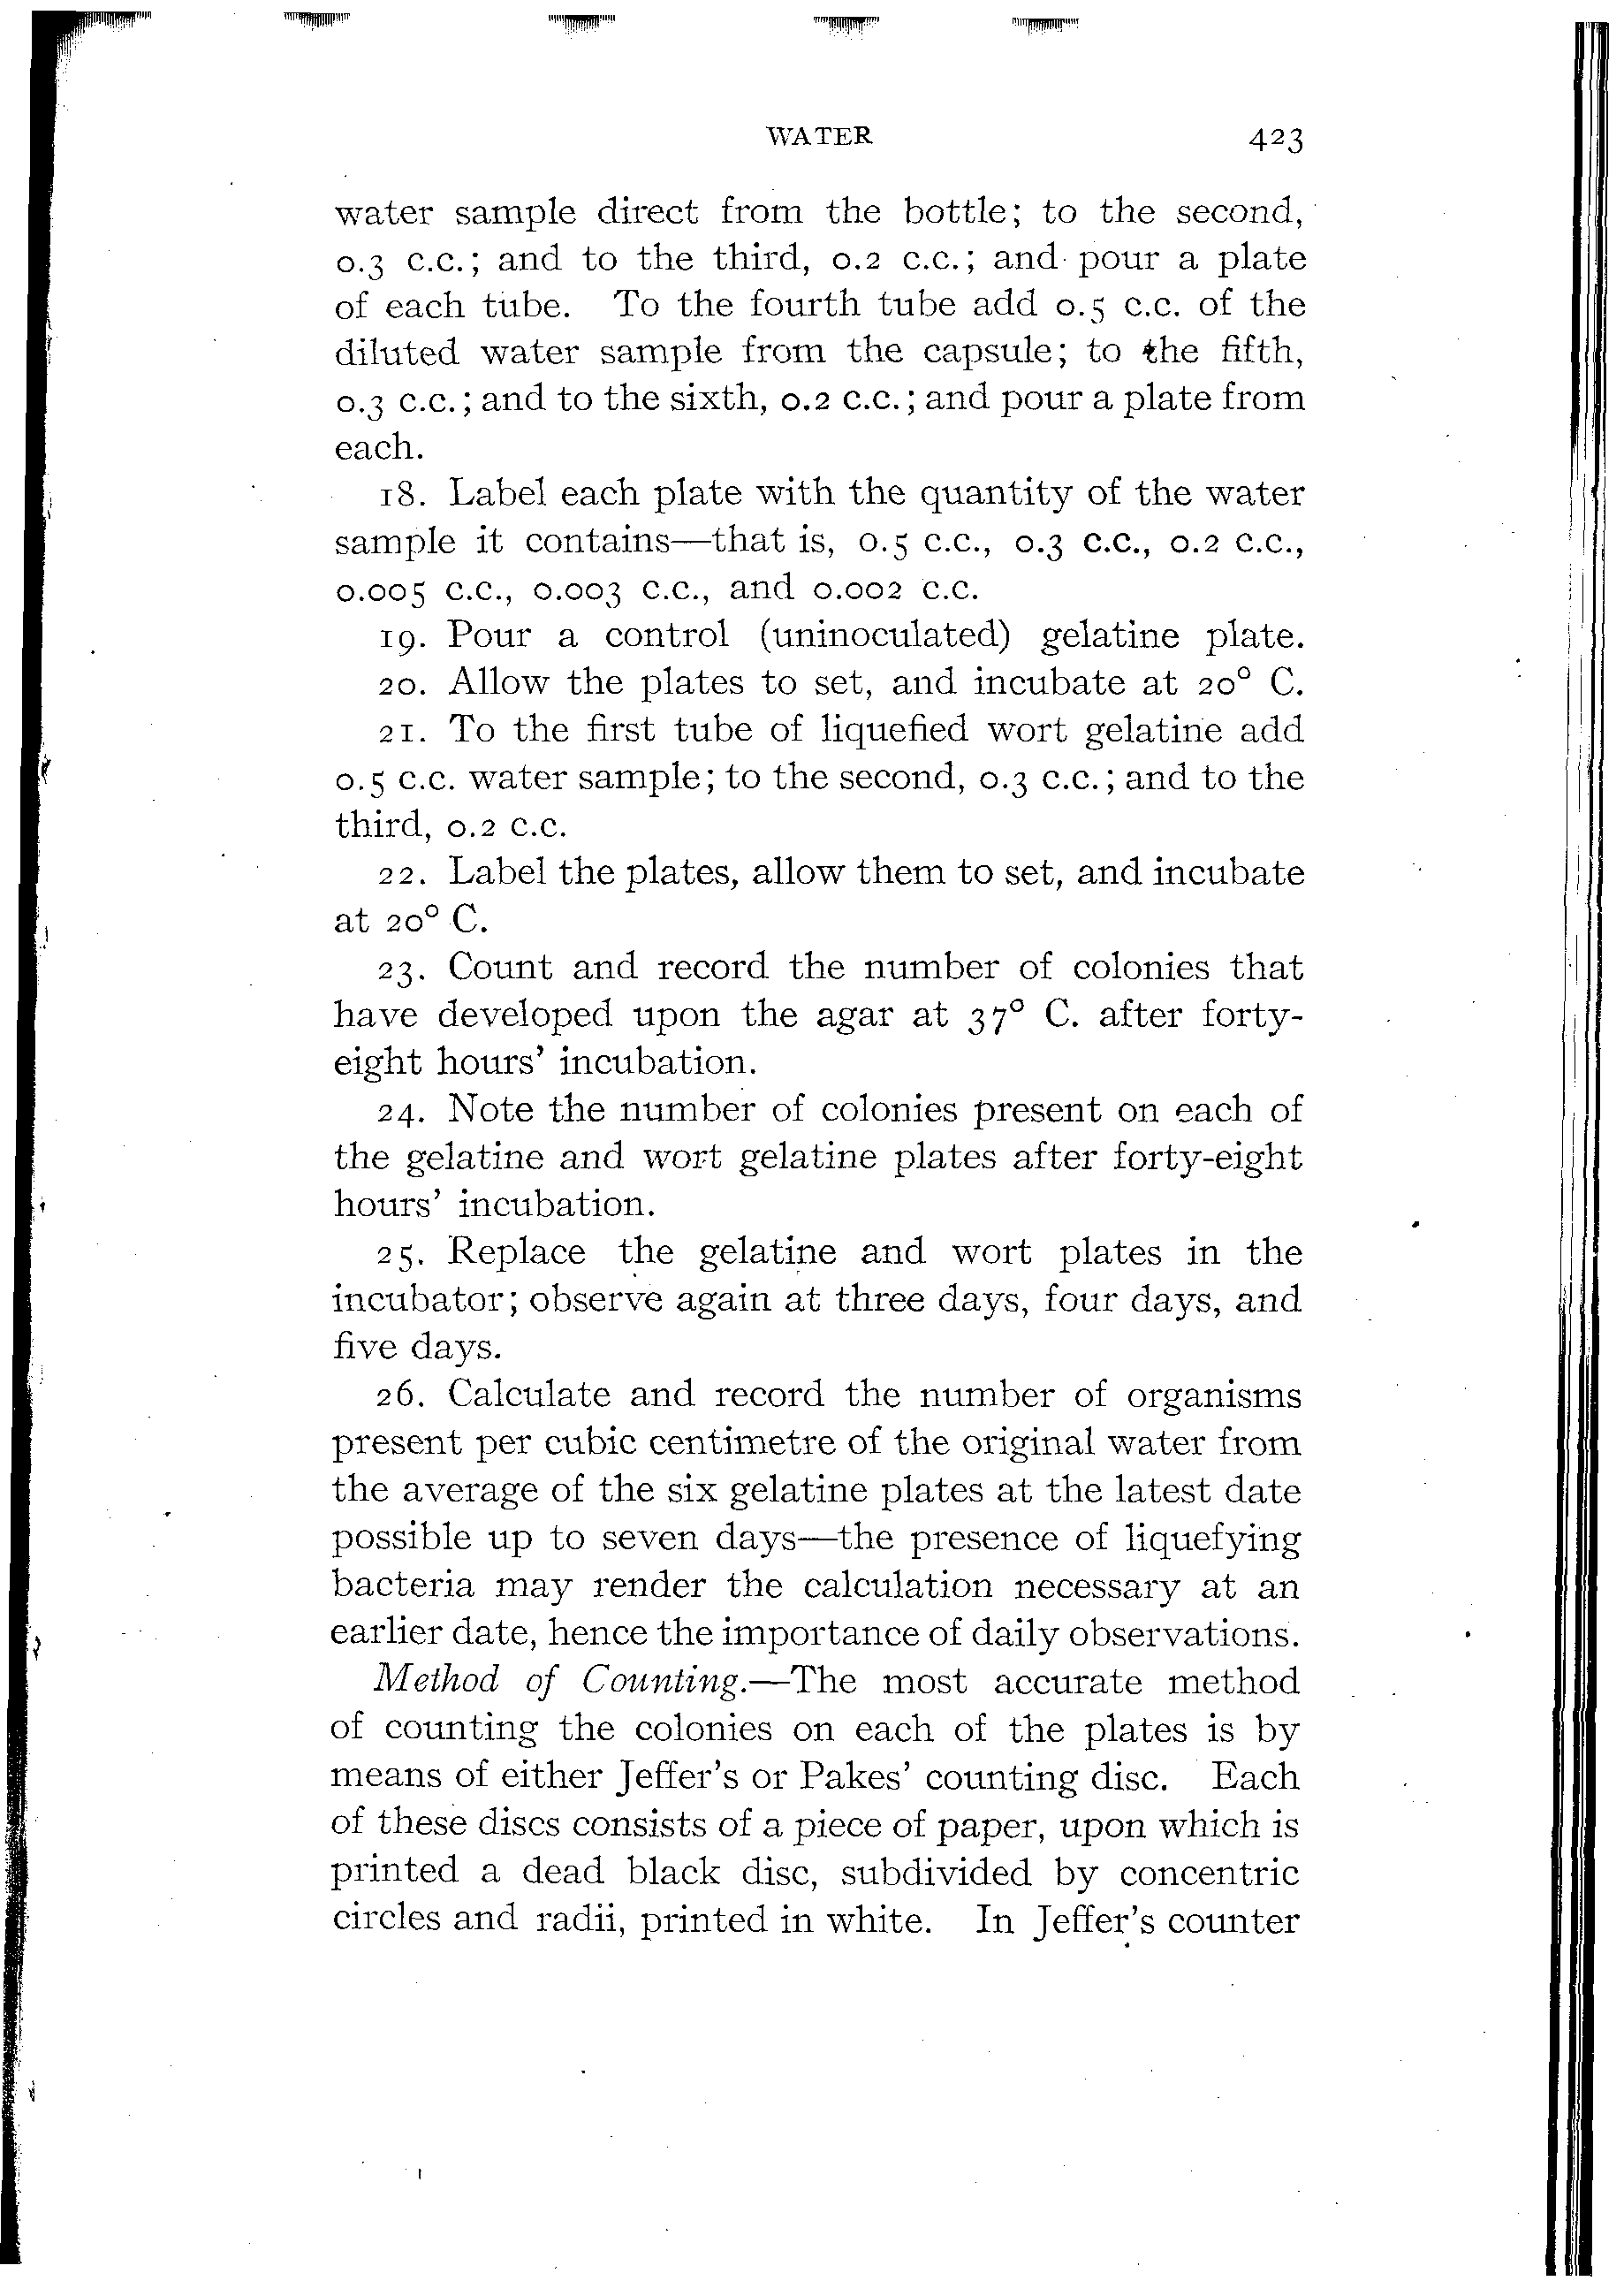 WATER 423
water sample direct from the bottle; to the second,
0.3 c.c.; and to the third, 0.2 c.c.; and pour a plate
of each tube. To the fourth tube add 0.5 c.c. of the
diluted water sample from the capsule; to the fifth,
0.3 c.c.; and to the sixth, 0.2 c.c.; and pour a plate from
each.
18. Label each plate with the quantity of the water
sample it contains—that is, 0.5 c.c., 0.3 c.c., 0.2 c.c.,
0.005 c.c., 0.003 c.c., and 0.002 c.c.
19. Pour a control (uninoculated) gelatine plate.
20. Allow the plates to set, and incubate at 20° C.
21. To the first tube of liquefied wort gelatine add
0.5 c.c. water sample; to the second, 0.3 c.c.; and to the
third, 0.2 c.c.
22. Label the plates, allow them to set, and incubate
at 20° C.
23. Count and record the number of colonies that
have developed upon the agar at 37° C. after forty-
eight hours' incubation.
24. Note the number of colonies present on each of
the gelatine and wort gelatine plates after forty-eight
hours' incubation.
25. Replace the gelatine and wort plates in the
incubator; observe again at three days, four days, and
five days.
26. Calculate and record the number of organisms
present per cubic centimetre of the original water from
the average of the six gelatine plates at the latest date
possible up to seven days—the presence of liquefying
bacteria may render the calculation necessary at an
earlier date, hence the importance of daily observations.
Method of Counting.—The most accurate method
of counting the colonies on each of the plates is by
means of either Jeffer's or Pakes' counting disc. Each
of these discs consists of a piece of paper, upon which is
printed a dead black disc, subdivided by concentric
circles and radii, printed in white. In Jeffer's counter